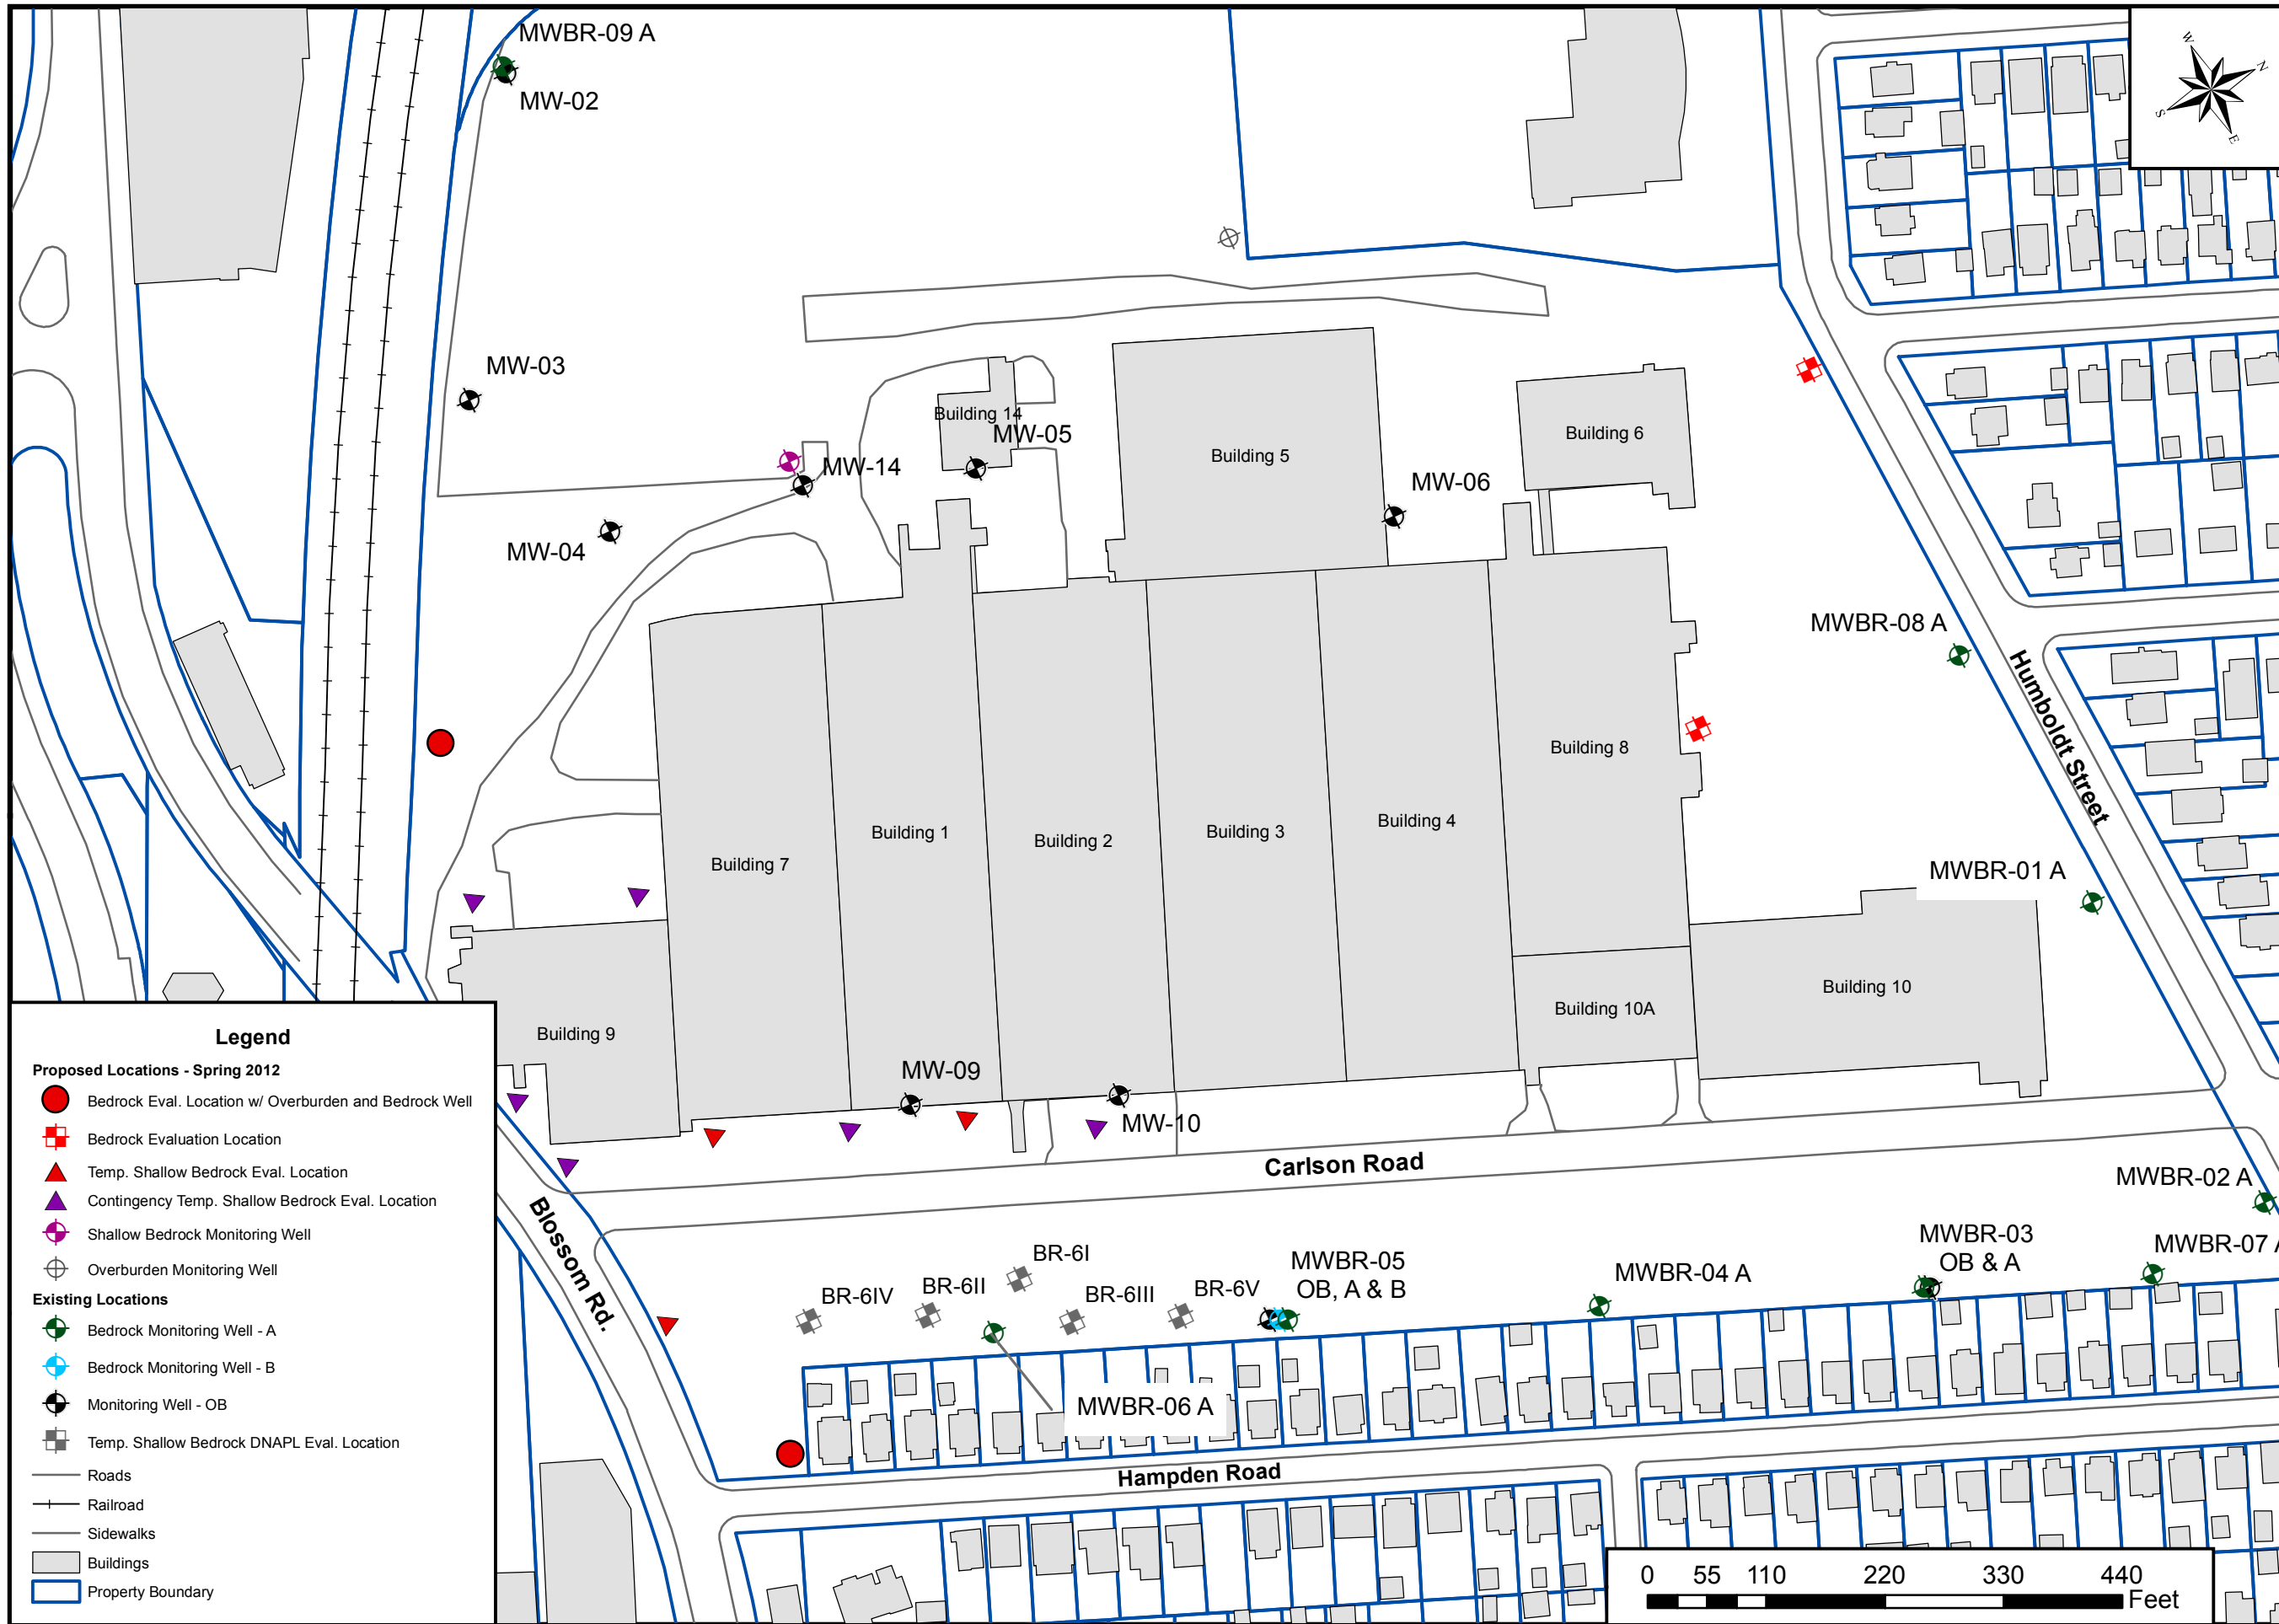 MWBR-09 A
MW-02
W
N
S
E
MW-03
Building 14
MW-05
MW-14
MW-04
Building 5
Building 6
MW-06
MWBR-08 A
Humboldt Street
Building 8
Building 4
Building 3
Building 2
Building 1
Building 7
MWBR-01 A
Building 10
Building 10A
Building 9
MW-09
MW-10
Carlson Road
Blossom Rd.
MWBR-02 A
MWBR-03
OB & A
MWBR-07 A
MWBR-04 A
MWBR-05
OB, A & B
BR-6I
BR-6II
BR-6III
BR-6IV
BR-6V
MWBR-06 A
Hampden Road
Legend
Proposed Locations - Spring 2012
Bedrock Eval. Location w/ Overburden and Bedrock Well
Bedrock Evaluation Location
Temp. Shallow Bedrock Eval. Location
Contingency Temp. Shallow Bedrock Eval. Location
Shallow Bedrock Monitoring Well
Overburden Monitoring Well
Existing Locations
Bedrock Monitoring Well - A
Bedrock Monitoring Well - B
Monitoring Well - OB
Temp. Shallow Bedrock DNAPL Eval. Location
Roads
Railroad
Sidewalks
Buildings
Property Boundary
0 55 110 220 330 440
Feet